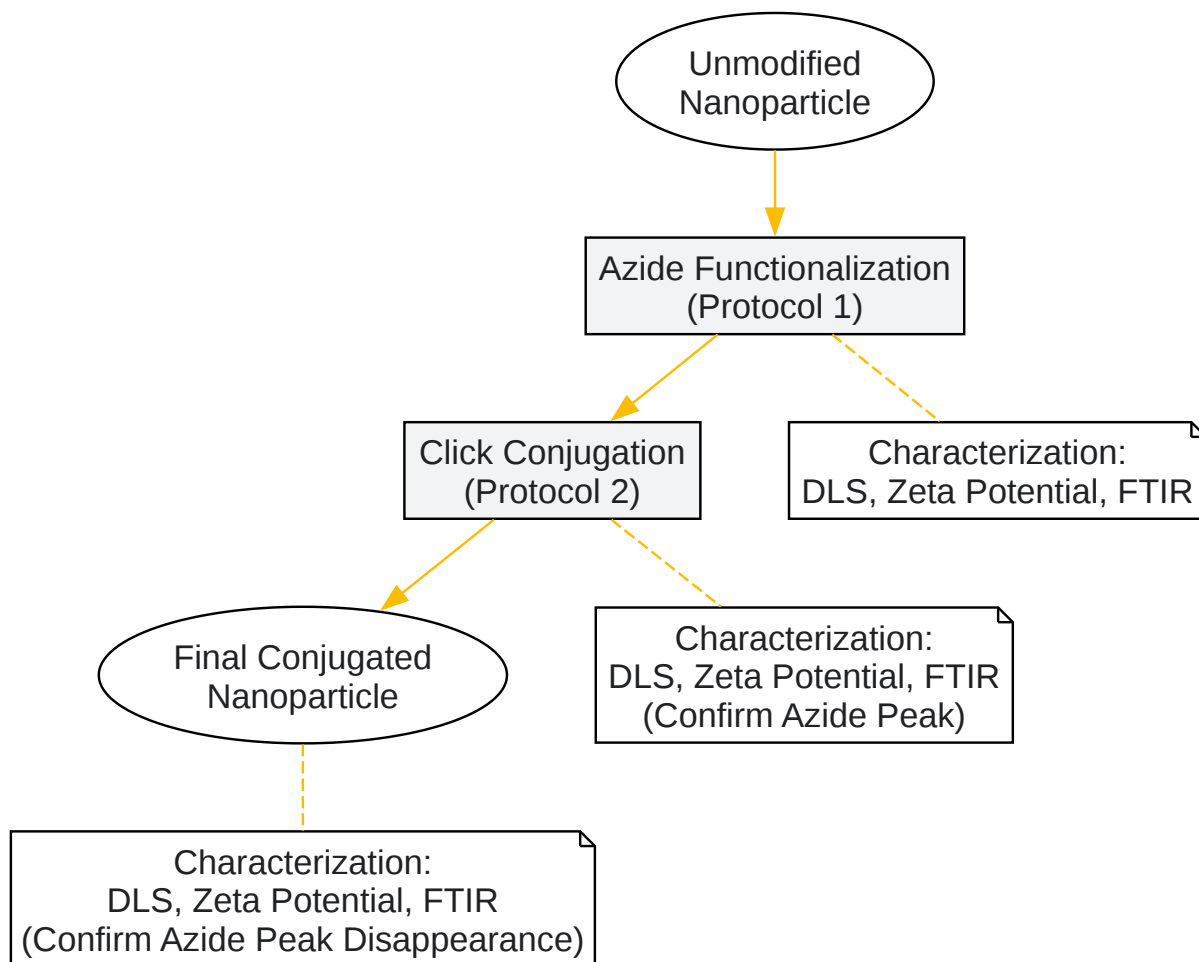 Unmodified
Nanoparticle
Azide Functionalization
(Protocol 1)
Click Conjugation
(Protocol 2)
Characterization:
DLS, Zeta Potential, FTIR
Final Conjugated
Nanoparticle
Characterization:
DLS, Zeta Potential, FTIR
(Confirm Azide Peak)
Characterization:
DLS, Zeta Potential, FTIR
(Confirm Azide Peak Disappearance)